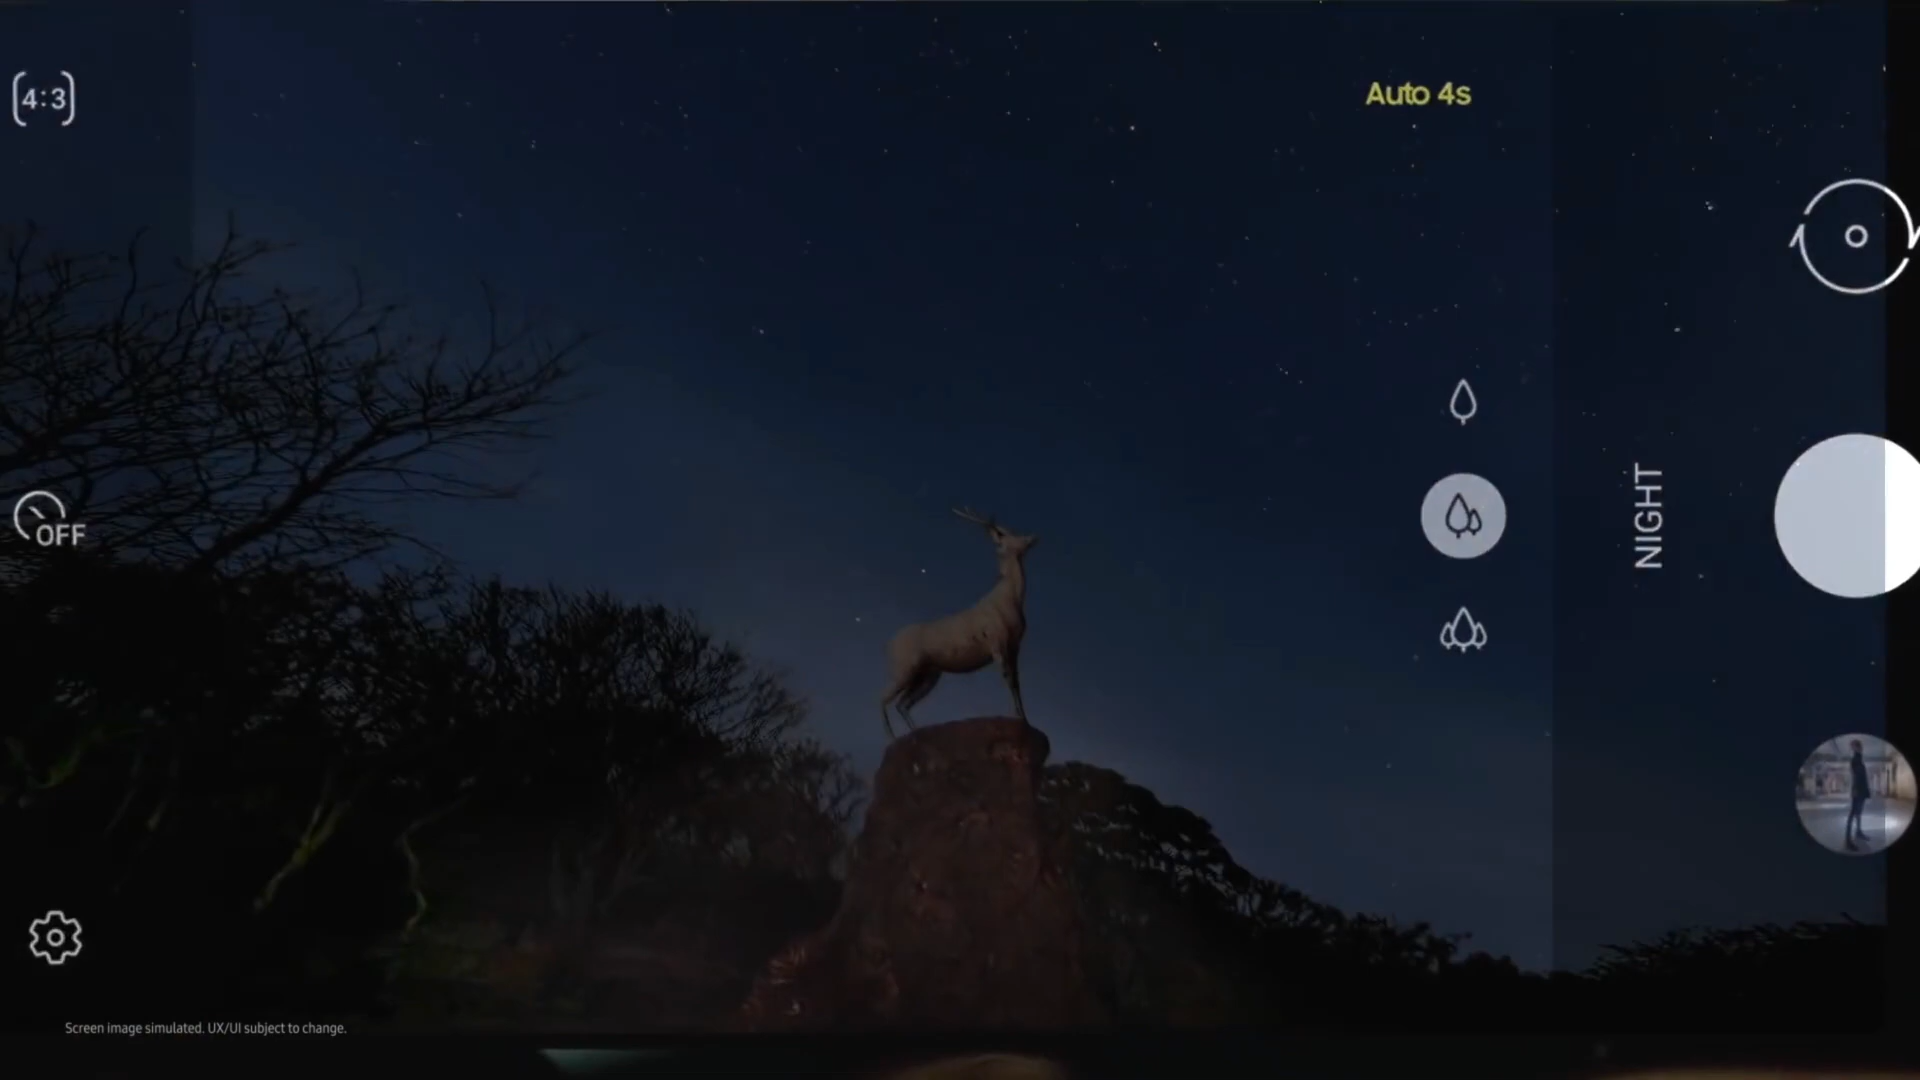 4:3
Auto 4s
OFF
NIGHT
Screen image simulated. UX/UI subject to change.